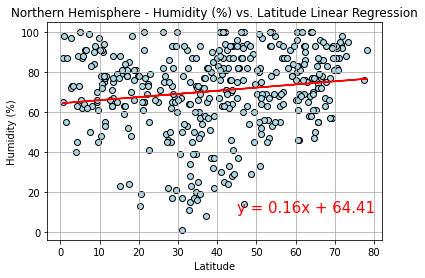 Northern Hemisphere - Humidity (%) vs. Latitude Linear Regression
100
80
60
40
20
0
Humidity (%)
y = 0.16x + 64.41
0 10 20 30 40 50 60 70 80
Latitude